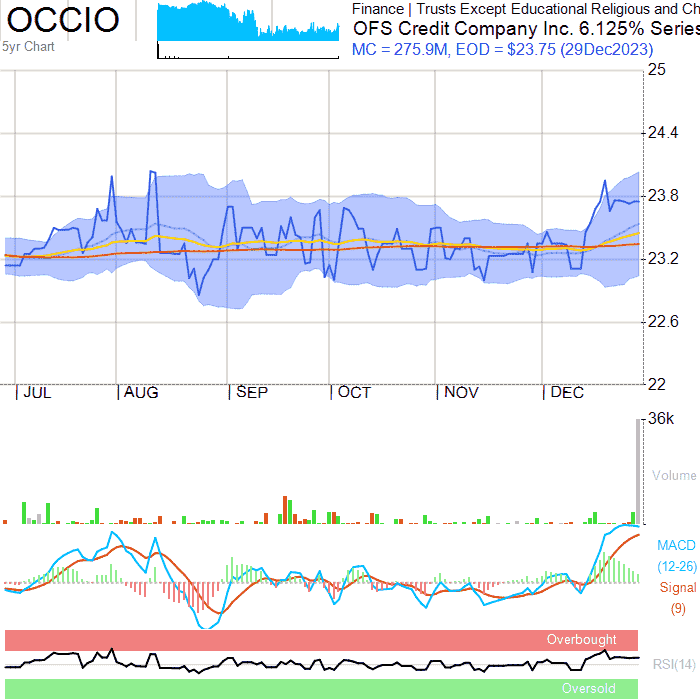 OCCIO
5yr Chart
Finance | Trusts Except Educational Religious and Ch
OFS Credit Company Inc. 6.125% Series
MC = 275.9M, EOD = $23.75 (29Dec2023)
25
24.4
23.8
23.2
22.6
22
| JUL | AUG | SEP | OCT | NOV | DEC
36k
Volume
MACD
(12-26)
Signal
(9)
Overbought
RSI(14)
Oversold